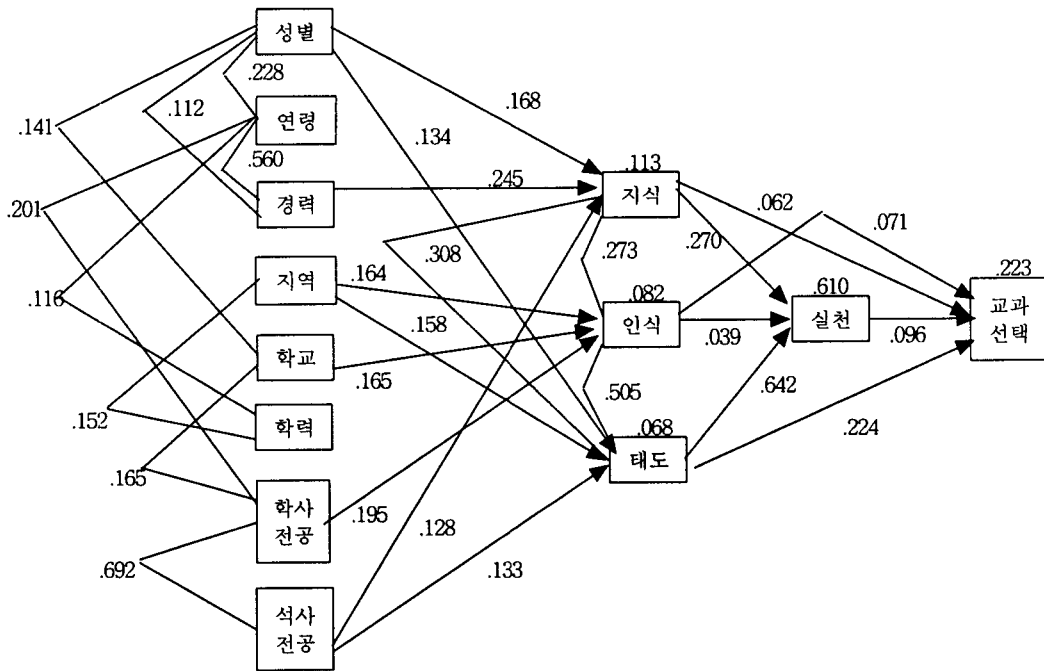 성별
.228
.112
.141
연령
.168
.134
.560
.113
경력
.245
지식
.062
.201
.071
.308
.273
.270
.223
지역
.164
.082
.610
.116
인식
실천
교과
선택
.158
.039
.096
학교
.165
.505
.642
.152
학력
.068
.224
태도
.165
학사
전공
.195
.128
.133
.692
석사
전공